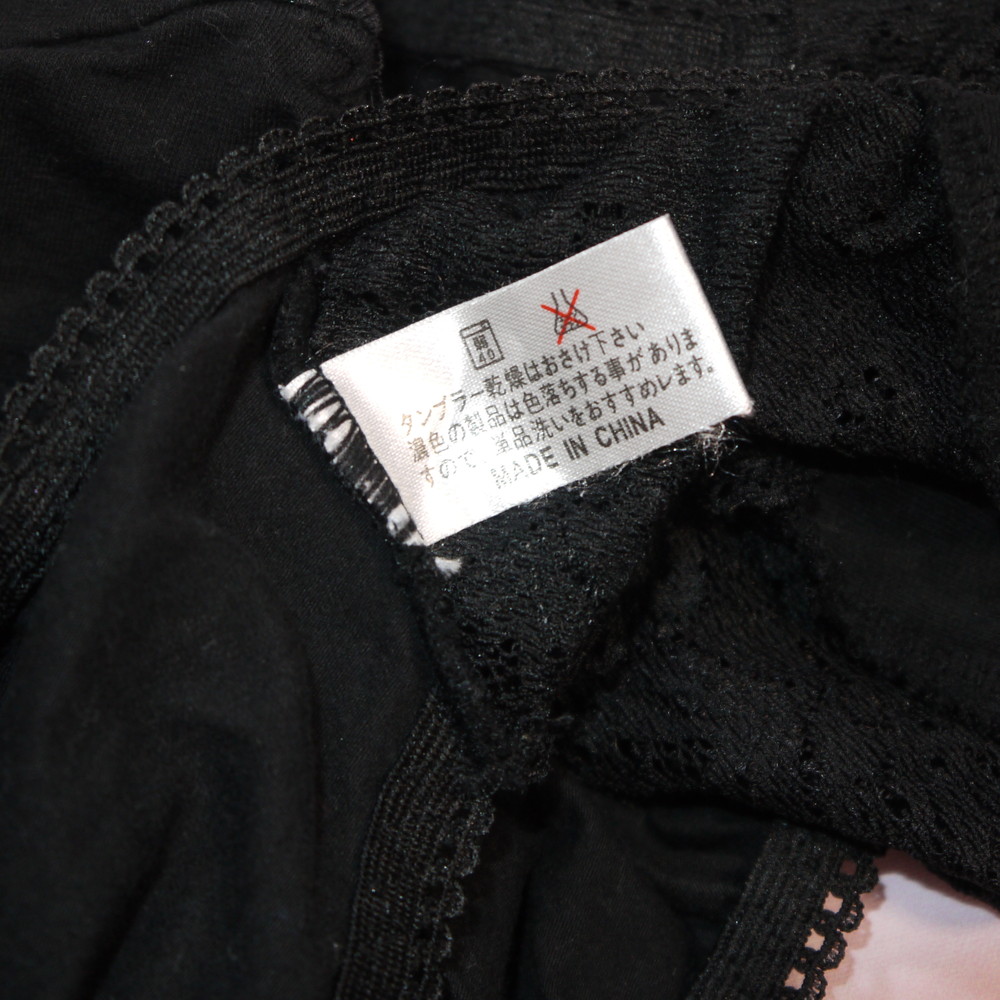 弱
40
タンブラー乾燥はおさけ下さい
濃色の製品は色落ちする事がありま
すので 単品洗いをおすすめします。
MADE IN CHINA